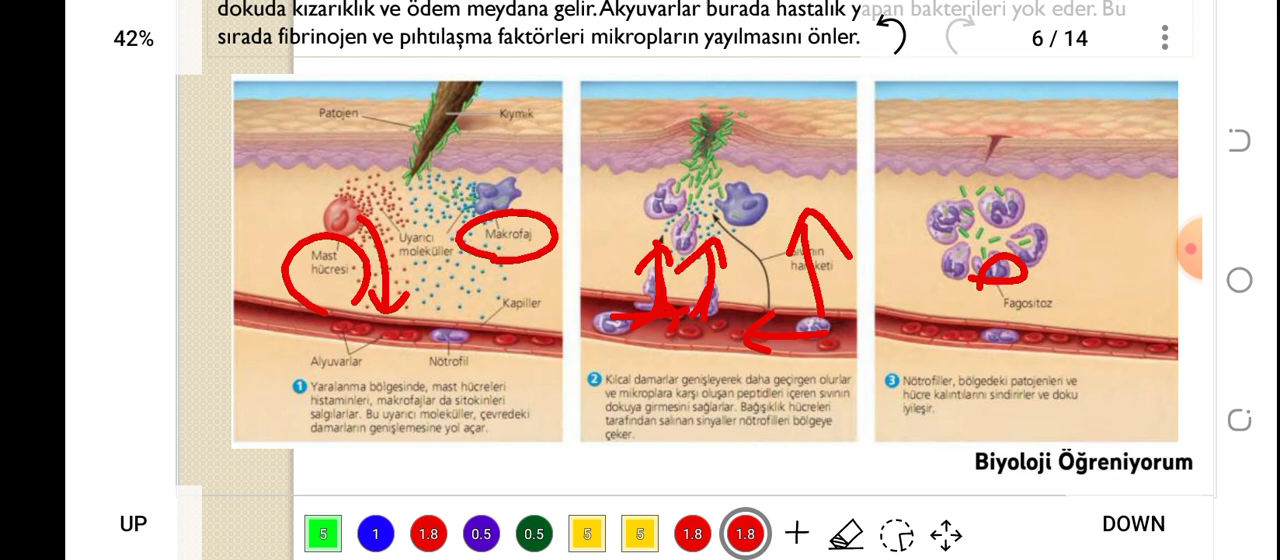 dokuda kızarıklık ve ödem meydana gelir. Akyuvarlar burada hastalık yapan bakterileri yok eder. Bu
42%
sırada fibrinojen ve pıhtılaşma faktörleri mikropların yayılmasını önler.
6 / 14
Patojen
Kıymık
Uyarıcı
moleküller
Makrofaj
Mast
hücresi
Kapiller
Alyuvarlar
Nötrofil
1 Yaralanma bölgesinde, mast hücreleri
histaminleri, makrofajlar da sitokinleri
salgılarlar. Bu uyarıcı moleküller, çevredeki
damarların genişlemesine yol açar.
Sıvının
hareketi
2 Kılcal damarlar genişleyerek daha geçirgen olurlar
ve mikroplara karşı oluşan peptidleri içeren sıvının
dokuya girmesini sağlarlar. Bağışıklık hücreleri
tarafından salınan sinyaller nötrofilleri bölgeye
çeker.
Fagositoz
3 Nötrofiller, bölgedeki patojenleri ve
hücre kalıntılarını sindirirler ve doku
iyileşir.
Biyoloji Öğreniyorum
UP
5
1
1.8
0.5
0.5
5
5
1.8
1.8
DOWN